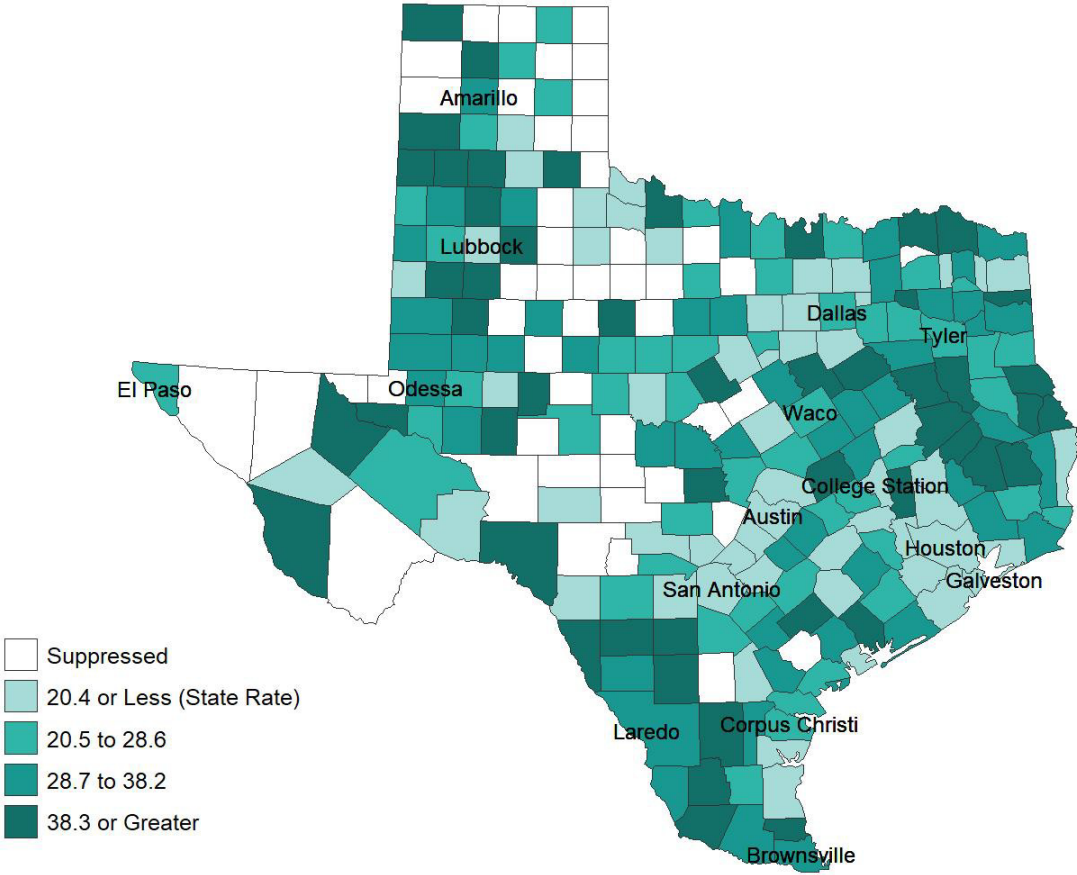 Amarillo
Lubbock
Dallas
Tyler
El Paso
Odessa
Waco
College Station
Austin
Houston
Galveston
San Antonio
Corpus Christi
Laredo
Brownsville
Suppressed
20.4 or Less (State Rate)
20.5 to 28.6
28.7 to 38.2
38.3 or Greater